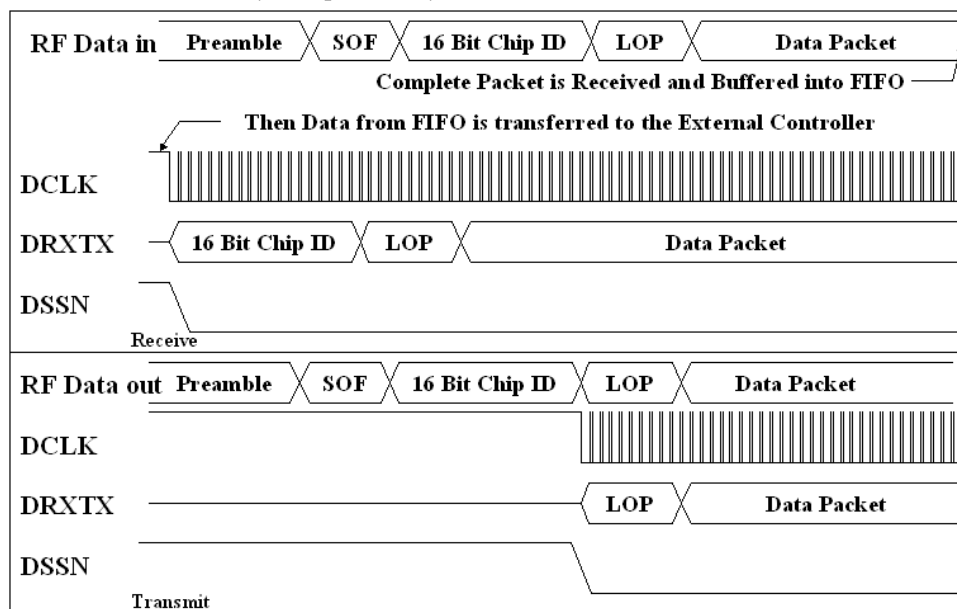 RF Data in Preamble SOF 16 Bit Chip ID LOP Data Packet
Complete Packet is Received and Buffered into FIFO
Then Data from FIFO is transferred to the External Controller
DCLK
DRXTX 16 Bit Chip ID LOP Data Packet
DSSN
Receive
RF Data out Preamble SOF 16 Bit Chip ID LOP Data Packet
DCLK
DRXTX LOP Data Packet
DSSN
Transmit